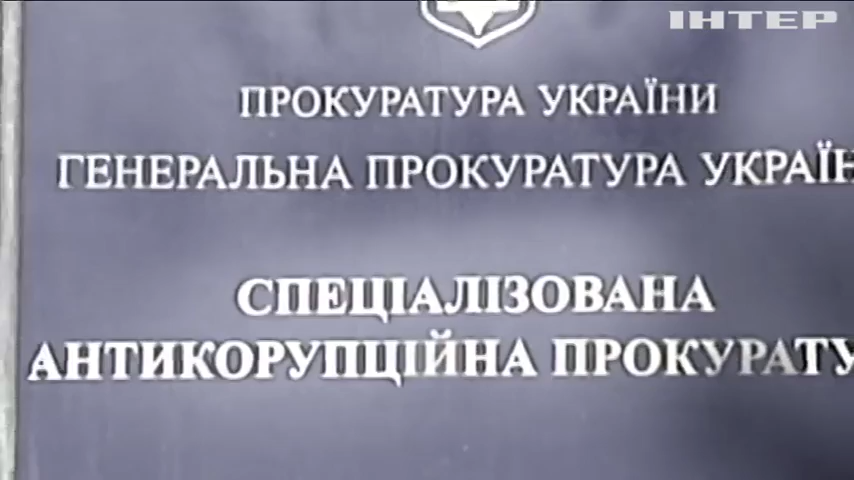 ІНТЕР
ПРОКУРАТУРА УКРАЇНИ
ГЕНЕРАЛЬНА ПРОКУРАТУРА УКРАЇН
СПЕЦІАЛІЗОВАНА
АНТИКОРУПЦІЙНА ПРОКУРАТУ